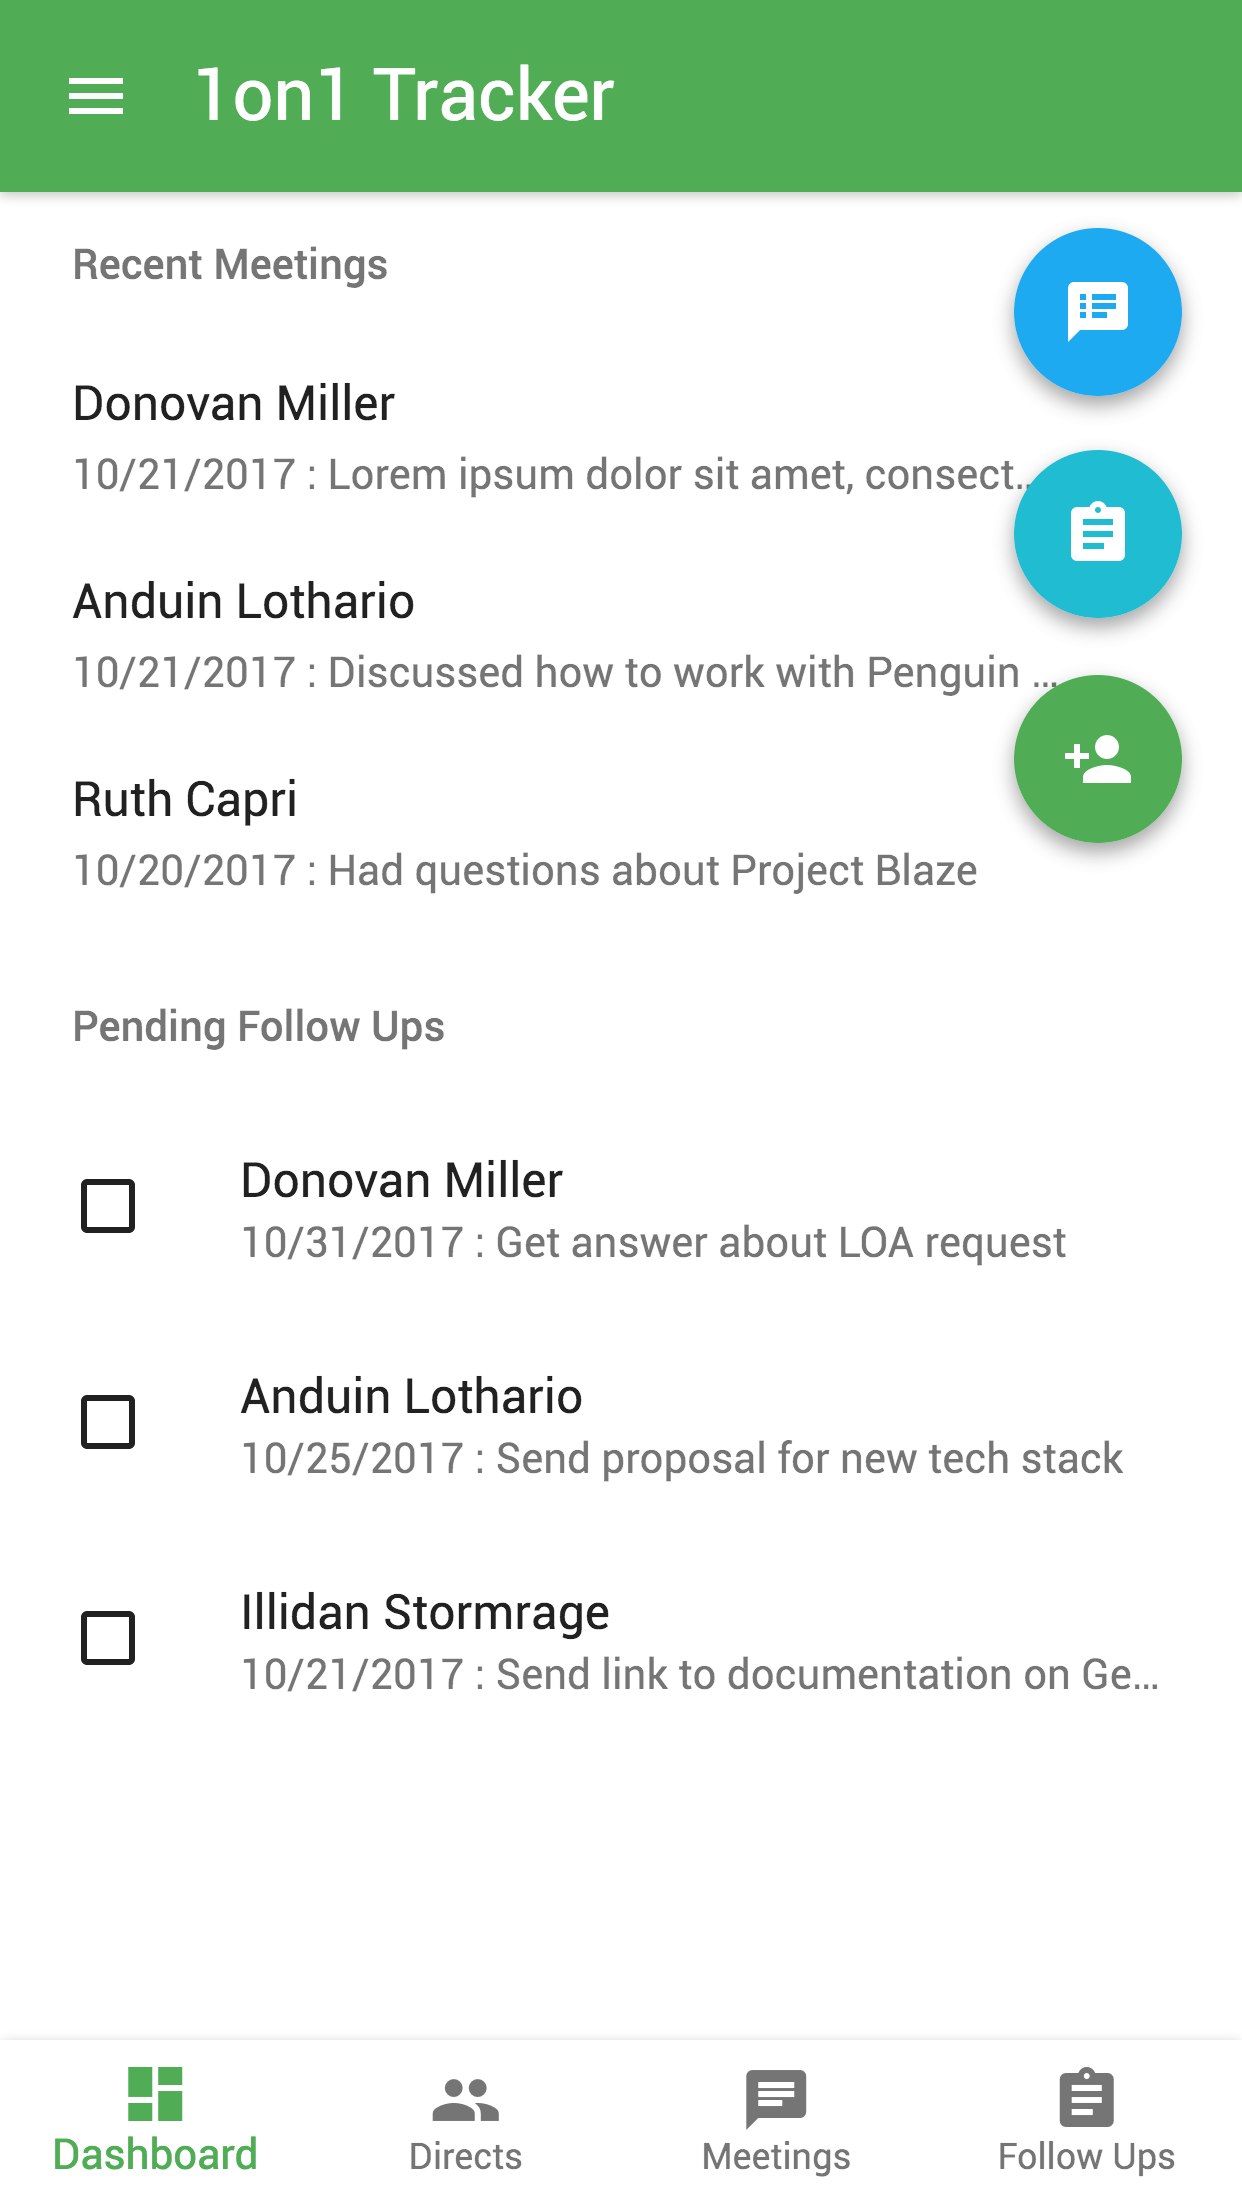 1on1 Tracker
Recent Meetings
Donovan Miller
10/21/2017 : Lorem ipsum dolor sit amet, consect...
Anduin Lothario
10/21/2017 : Discussed how to work with Penguin ...
Ruth Capri
10/20/2017 : Had questions about Project Blaze
Pending Follow Ups
Donovan Miller
10/31/2017 : Get answer about LOA request
Anduin Lothario
10/25/2017 : Send proposal for new tech stack
Illidan Stormrage
10/21/2017 : Send link to documentation on Ge...
Dashboard
Directs
Meetings
Follow Ups